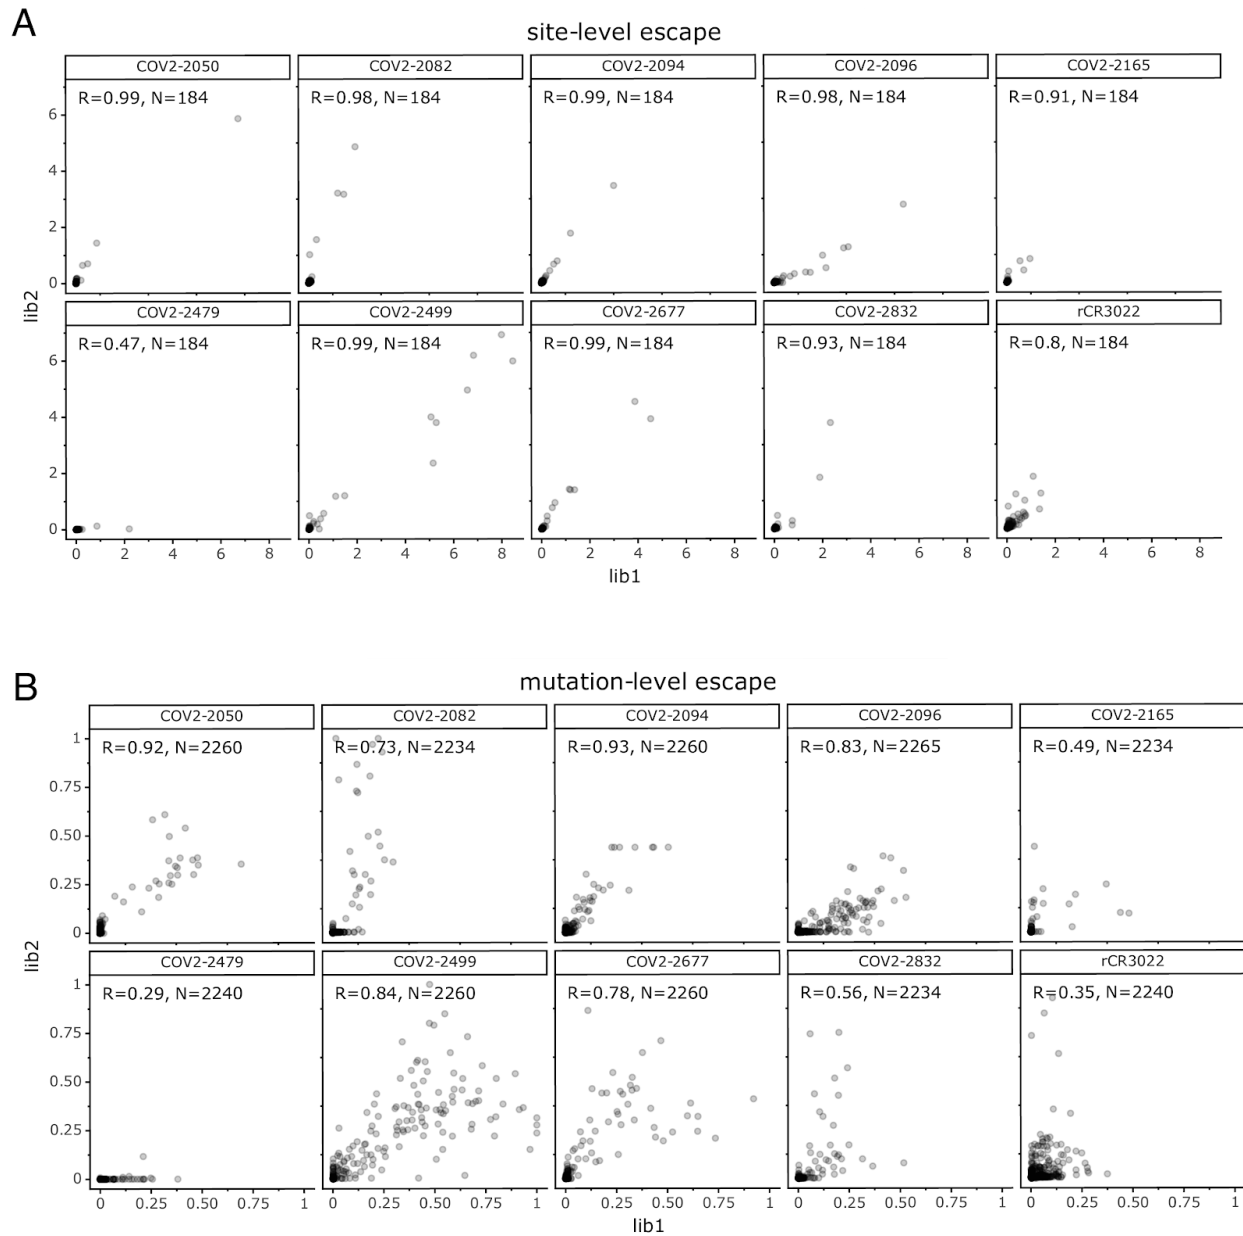 A
site-level escape
COV2-2050 COV2-2082 COV2-2094 COV2-2096 COV2-2165
R=0.99, N=184 R=0.98, N=184 R=0.99, N=184 R=0.98, N=184 R=0.91, N=184
6
4
2
0
COV2-2479 COV2-2499 COV2-2677 COV2-2832 rCR3022
R=0.47, N=184 R=0.99, N=184 R=0.99, N=184 R=0.93, N=184 R=0.8, N=184
6
4
2
0
lib2
0 2 4 6 8 0 2 4 6 8 0 2 4 6 8 0 2 4 6 8 0 2 4 6 8
lib1
B
mutation-level escape
COV2-2050 COV2-2082 COV2-2094 COV2-2096 COV2-2165
R=0.92, N=2260 R=0.73, N=2234 R=0.93, N=2260 R=0.83, N=2265 R=0.49, N=2234
1
0.75
0.50
0.25
0
COV2-2479 COV2-2499 COV2-2677 COV2-2832 rCR3022
R=0.29, N=2240 R=0.84, N=2260 R=0.78, N=2260 R=0.56, N=2234 R=0.35, N=2240
1
0.75
0.50
0.25
0
lib2
0 0.25 0.50 0.75 1 0 0.25 0.50 0.75 1 0 0.25 0.50 0.75 1 0 0.25 0.50 0.75 1 0 0.25 0.50 0.75 1
lib1